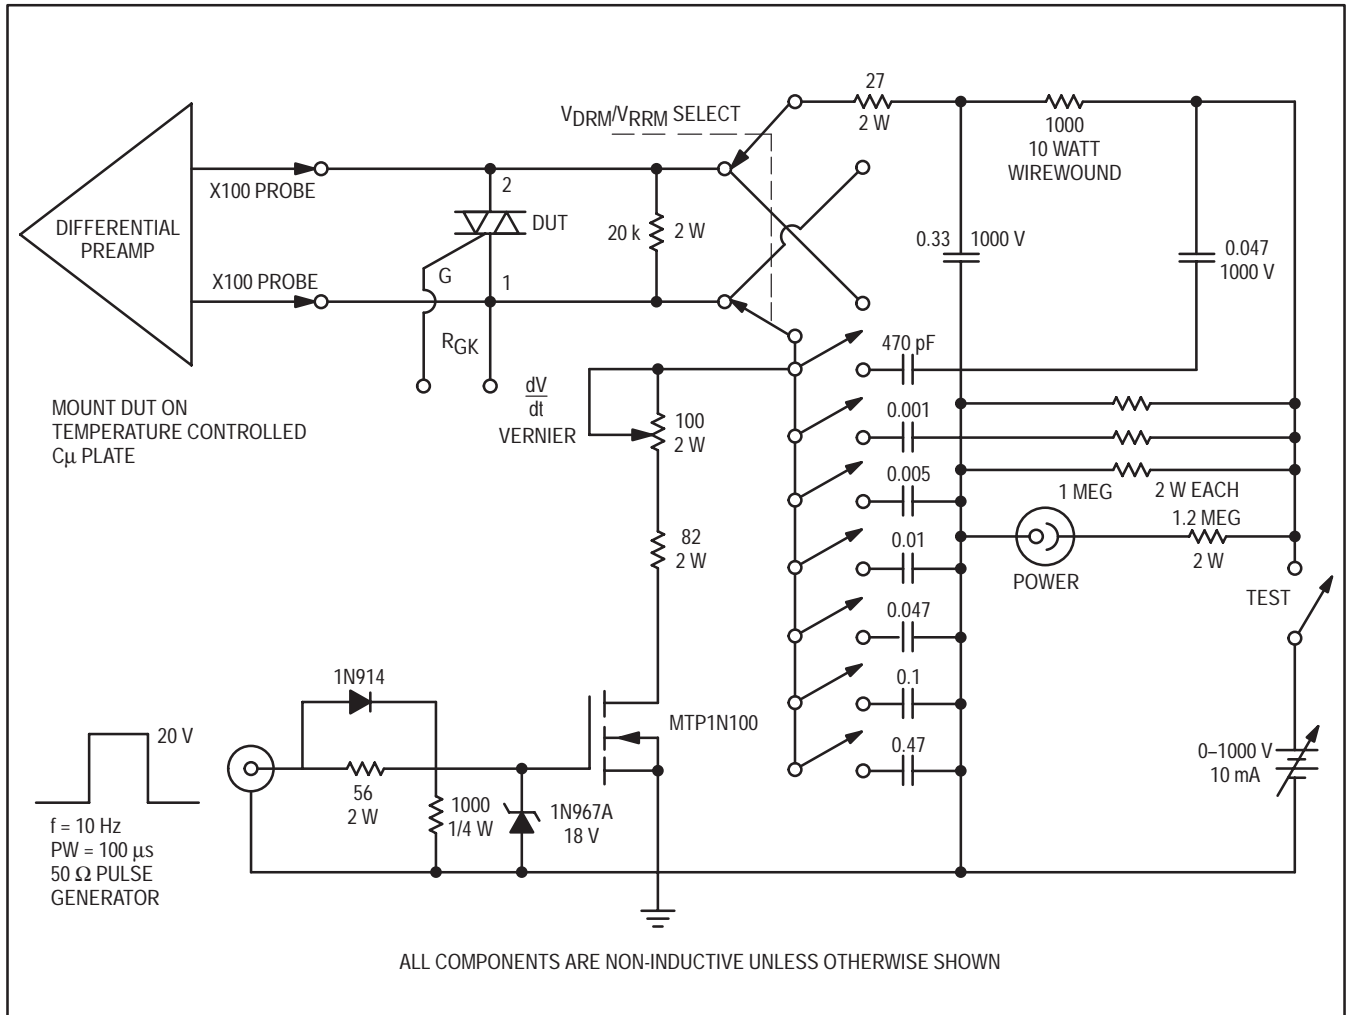 27
2 W
V_DRM/V_RRM SELECT
1000
10 WATT
WIREWOUND
X100 PROBE
2
DIFFERENTIAL
PREAMP
DUT
20 k
2 W
0.33
1000 V
0.047
1000 V
X100 PROBE
G
1
R_GK
470 pF
MOUNT DUT ON
TEMPERATURE CONTROLLED
Cμ PLATE
dV
dt
VERNIER
100
2 W
0.001
0.005
1 MEG
2 W EACH
1.2 MEG
2 W
82
2 W
0.01
POWER
TEST
0.047
1N914
0.1
MTP1N100
20 V
0.47
0–1000 V
10 mA
56
2 W
1000
1/4 W
1N967A
18 V
f = 10 Hz
PW = 100 μs
50 Ω PULSE
GENERATOR
ALL COMPONENTS ARE NON-INDUCTIVE UNLESS OTHERWISE SHOWN